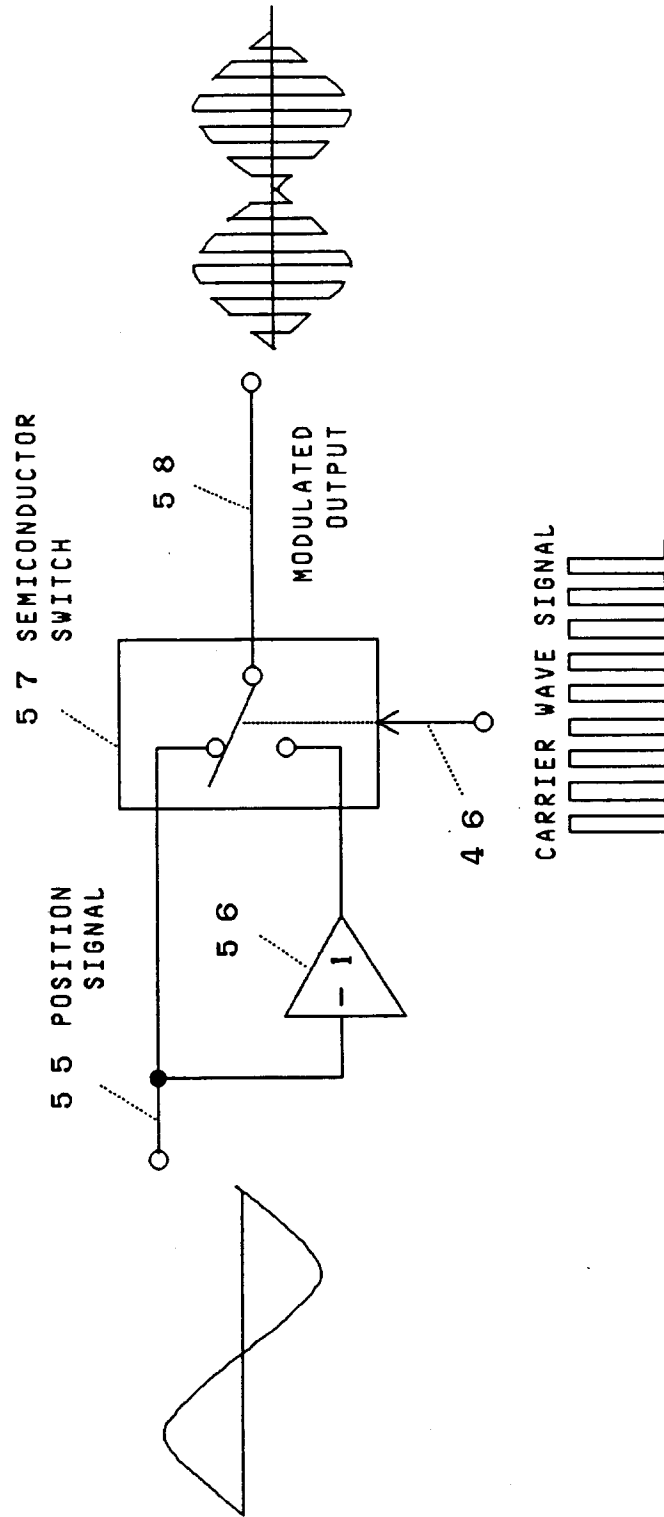 57 SEMICONDUCTOR
SWITCH
55 POSITION
SIGNAL
58
56
-1
MODULATED
OUTPUT
46
CARRIER WAVE SIGNAL